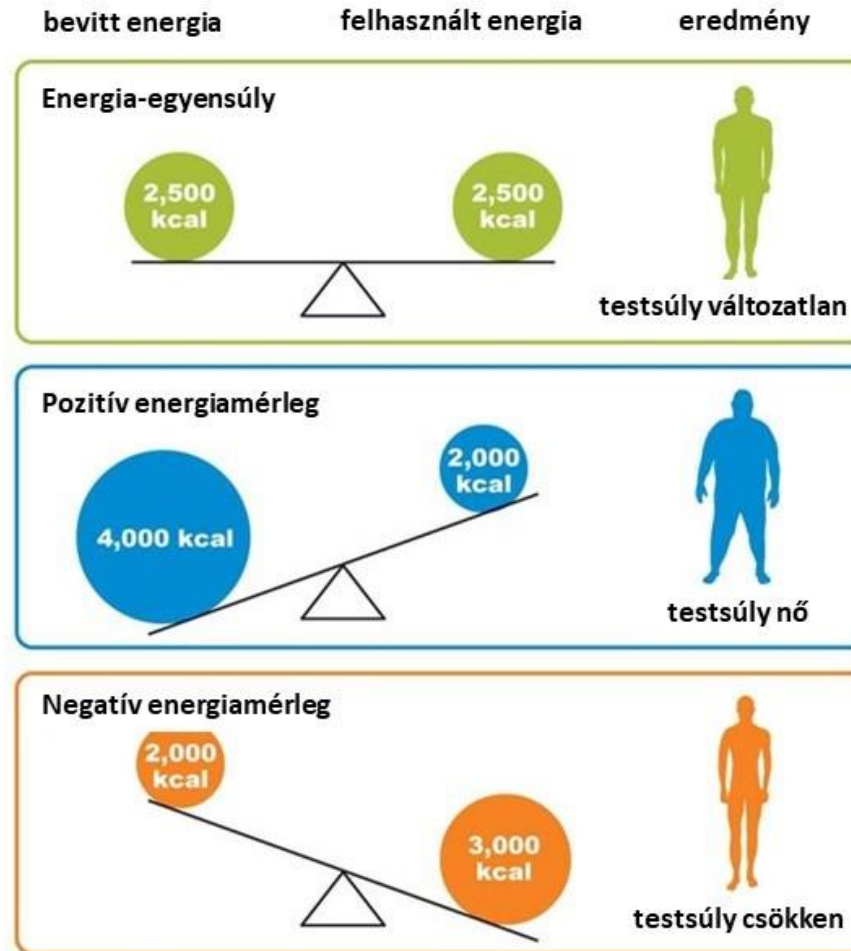 bevitt energia felhasznált energia eredmény
Energia-egyensúly
2,500
kcal
2,500
kcal
testsúly változatlan
Pozitív energiamérleg
4,000 kcal
2,000
kcal
testsúly nő
Negatív energiamérleg
2,000
kcal
3,000
kcal
testsúly csökken